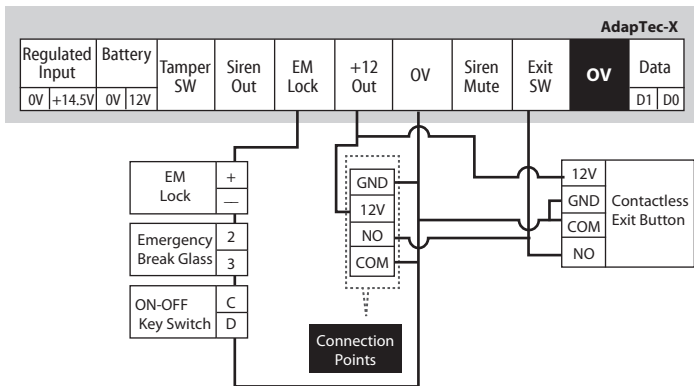 AdapTec-X
Regulated Input
0V +14.5V
Battery
0V 12V
Tamper SW
Siren Out
EM Lock
+12 Out
OV
Siren Mute
Exit SW
OV
Data
D1 D0
EM Lock
+
—
Emergency Break Glass
2
3
ON-OFF Key Switch
C
D
GND
12V
NO
COM
Connection Points
12V
GND
COM
NO
Contactless Exit Button